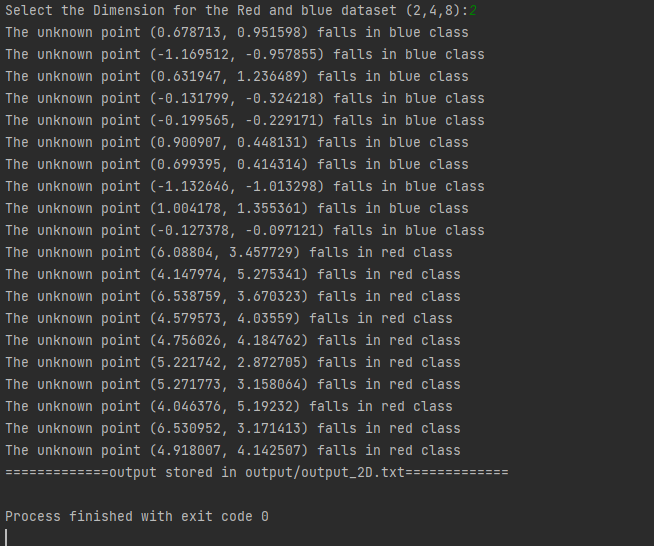 Select the Dimension for the Red and blue dataset (2,4,8):2
The unknown point (0.678713, 0.951598) falls in blue class
The unknown point (-1.169512, -0.957855) falls in blue class
The unknown point (0.631947, 1.236489) falls in blue class
The unknown point (-0.131799, -0.324218) falls in blue class
The unknown point (-0.199565, -0.229171) falls in blue class
The unknown point (0.900907, 0.448131) falls in blue class
The unknown point (0.699395, 0.414314) falls in blue class
The unknown point (-1.132646, -1.013298) falls in blue class
The unknown point (1.004178, 1.355361) falls in blue class
The unknown point (-0.127378, -0.097121) falls in blue class
The unknown point (6.08804, 3.457729) falls in red class
The unknown point (4.147974, 5.275341) falls in red class
The unknown point (6.538759, 3.670323) falls in red class
The unknown point (4.579573, 4.03559) falls in red class
The unknown point (4.756026, 4.184762) falls in red class
The unknown point (5.221742, 2.872705) falls in red class
The unknown point (5.271773, 3.158064) falls in red class
The unknown point (4.046376, 5.19232) falls in red class
The unknown point (6.530952, 3.171413) falls in red class
The unknown point (4.918007, 4.142507) falls in red class
=============output stored in output/output_2D.txt=============
Process finished with exit code 0